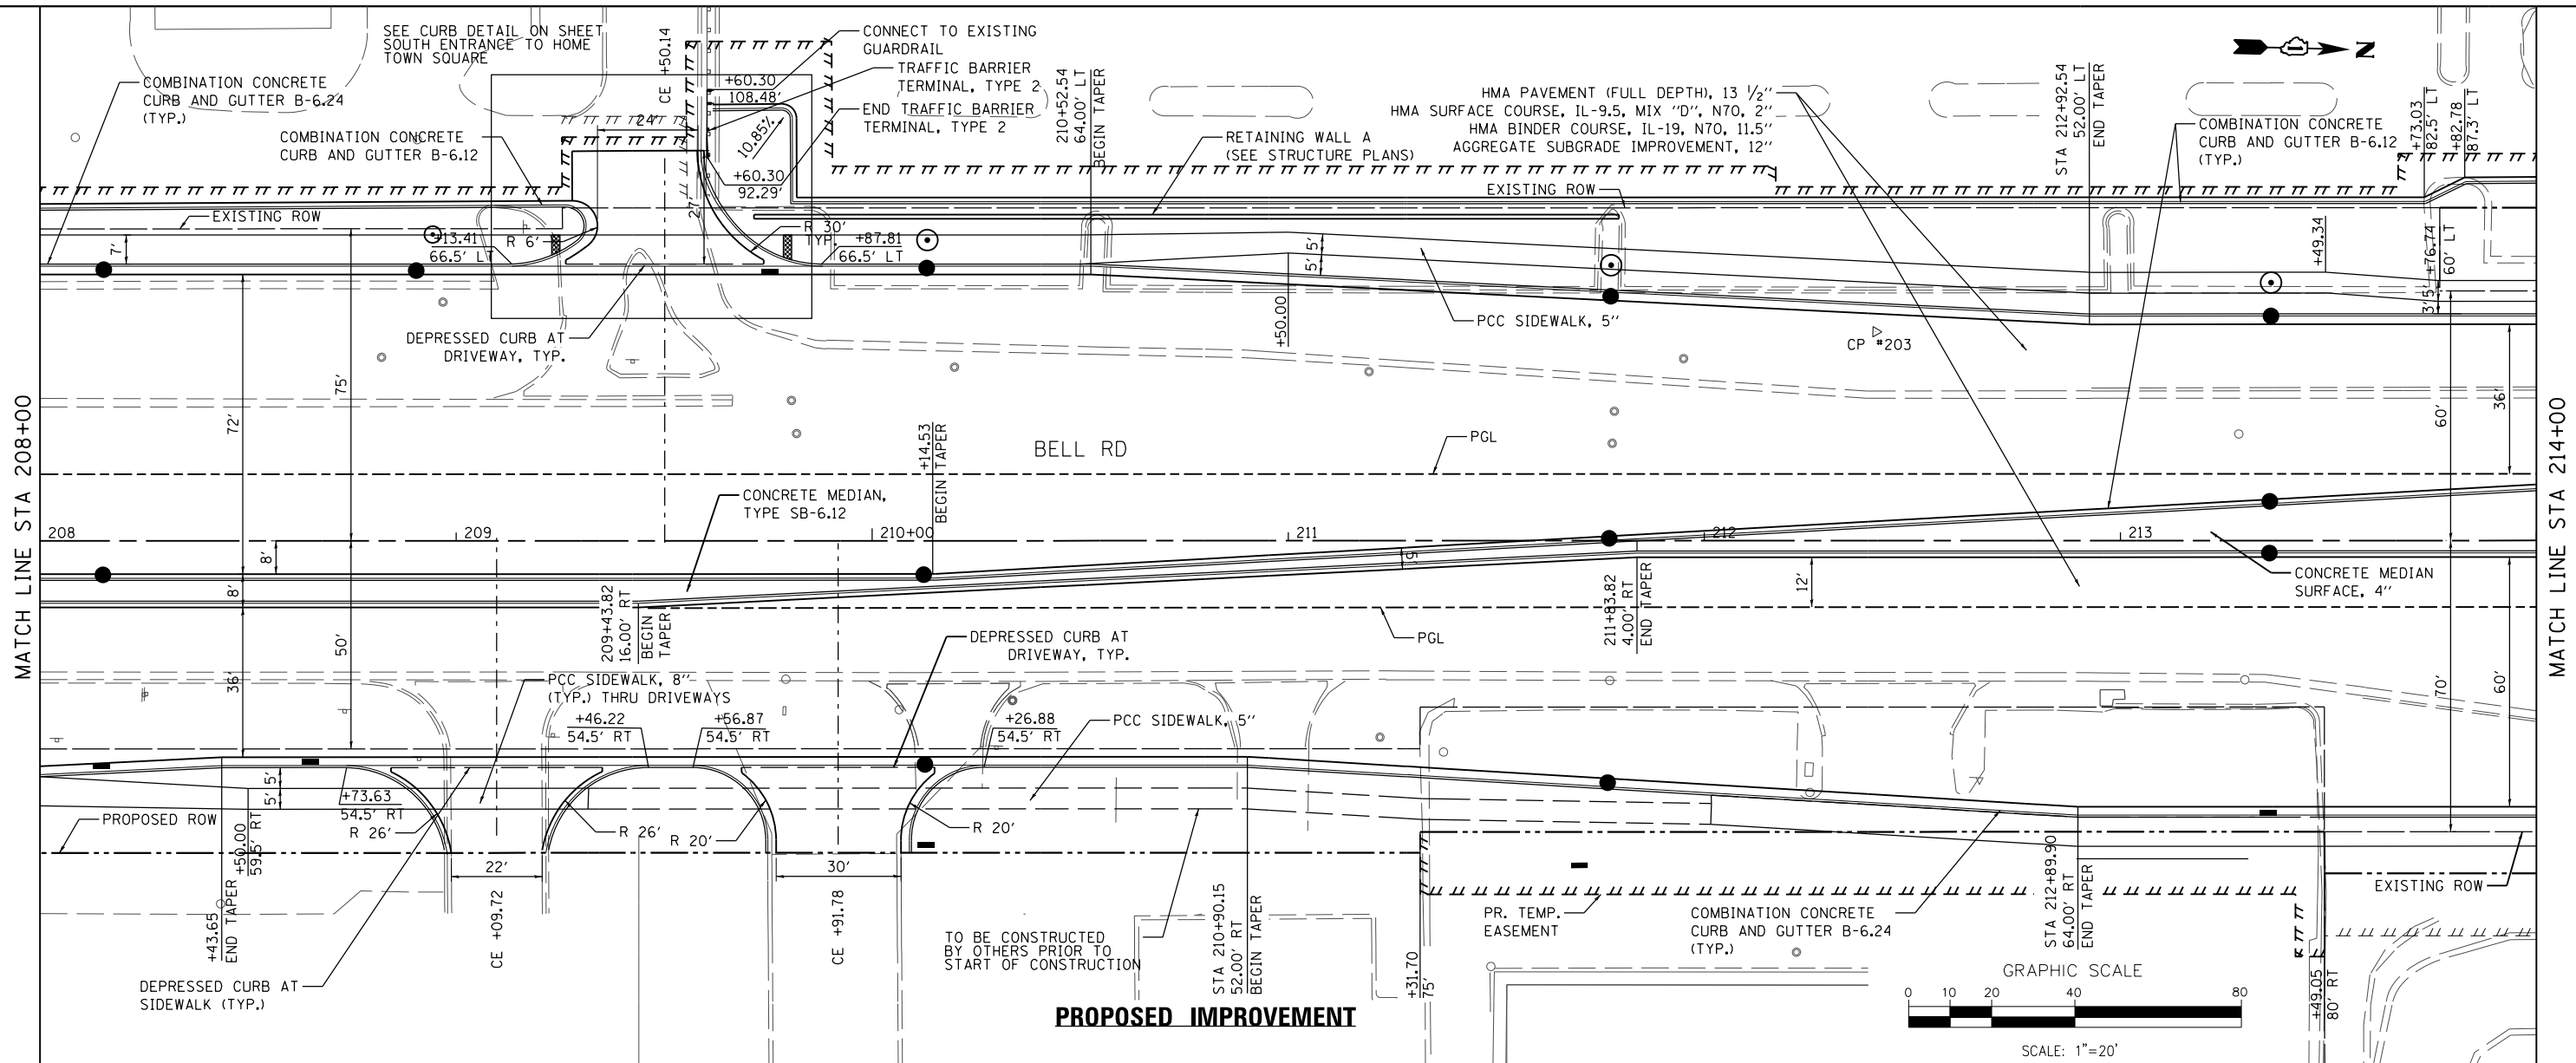 SEE CURB DETAIL ON SHEET
SOUTH ENTRANCE TO HOME
TOWN SQUARE
COMBINATION CONCRETE
CURB AND GUTTER B-6.24
(TYP.)
COMBINATION CONCRETE
CURB AND GUTTER B-6.12
EXISTING ROW
CE +50.14
24'
27'
CONNECT TO EXISTING
GUARDRAIL
TRAFFIC BARRIER
TERMINAL, TYPE 2
END TRAFFIC BARRIER
TERMINAL, TYPE 2
+60.30
108.48'
10.85%
+60.30
92.29'
R 30'
TYP.
+87.81
66.5' LT
+13.41
66.5' LT
R 6'
7'
210+52.54
64.00' LT
BEGIN TAPER
RETAINING WALL A
(SEE STRUCTURE PLANS)
HMA PAVEMENT (FULL DEPTH), 13 1/2"
HMA SURFACE COURSE, IL-9.5, MIX "D", N70, 2"
HMA BINDER COURSE, IL-19, N70, 11.5"
AGGREGATE SUBGRADE IMPROVEMENT, 12"
EXISTING ROW
STA 212+92.54
52.00' LT
END TAPER
COMBINATION CONCRETE
CURB AND GUTTER B-6.12
(TYP.)
+73.03
82.5' LT
+82.78
87.3' LT
N
+49.34
+76.74
60' LT
3'5'
5'5'
+50.00
PCC SIDEWALK, 5"
CP #203
DEPRESSED CURB AT
DRIVEWAY, TYP.
MATCH LINE STA 208+00
72'
75'
BELL RD
PGL
60'
36'
MATCH LINE STA 214+00
+14.53
BEGIN TAPER
CONCRETE MEDIAN,
TYPE SB-6.12
208
209
210+00
211
212
213
8'
8'
5'
12'
CONCRETE MEDIAN
SURFACE, 4"
209+43.82
16.00' RT
BEGIN
TAPER
211+83.82
4.00' RT
END TAPER
PGL
50'
36'
DEPRESSED CURB AT
DRIVEWAY, TYP.
PCC SIDEWALK, 8"
(TYP.) THRU DRIVEWAYS
+46.22
54.5' RT
+56.87
54.5' RT
+26.88
54.5' RT
PCC SIDEWALK, 5"
70'
60'
5'5'
+73.63
54.5' RT
R 26'
R 26'
R 20'
R 20'
PROPOSED ROW
+50.00
59.5' RT
+43.65
END TAPER
22'
30'
CE +09.72
CE +91.78
DEPRESSED CURB AT
SIDEWALK (TYP.)
TO BE CONSTRUCTED
BY OTHERS PRIOR TO
START OF CONSTRUCTION
STA 210+90.15
52.00' RT
BEGIN TAPER
+31.70
75'
PR. TEMP.
EASEMENT
COMBINATION CONCRETE
CURB AND GUTTER B-6.24
(TYP.)
STA 212+89.90
64.00' RT
END TAPER
EXISTING ROW
+49.05
80' RT
PROPOSED IMPROVEMENT
GRAPHIC SCALE
0 10 20 40 80
SCALE: 1"=20'